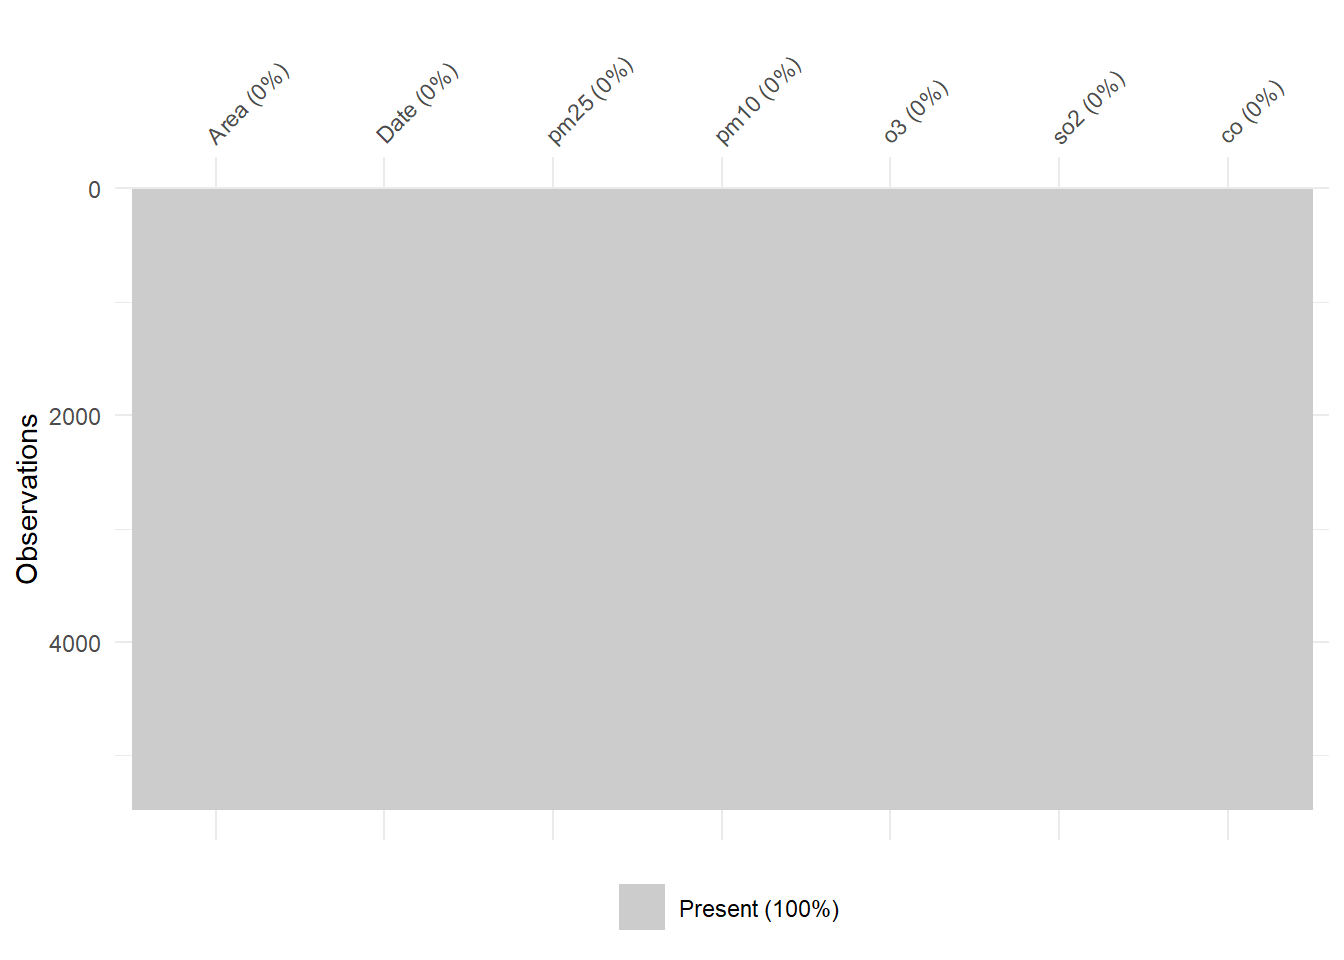 Area (0%)
Date (0%)
pm25 (0%)
pm10 (0%)
o3 (0%)
so2 (0%)
co (0%)
0
2000
4000
Observations
Present (100%)